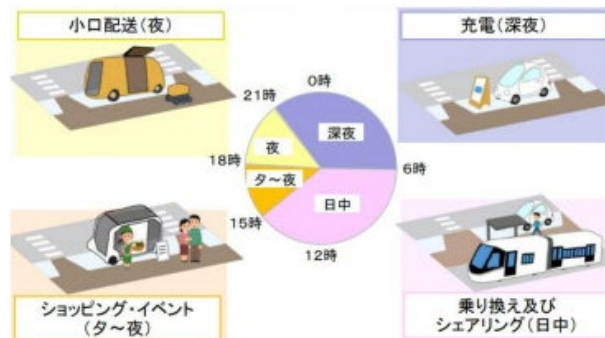 小口配送(夜)
充電(深夜)
0時
21時
深夜
夜
18時
6時
夕～夜
日中
15時
12時
ショッピング・イベント
(夕～夜)
乗り換え及び
シェアリング(日中)